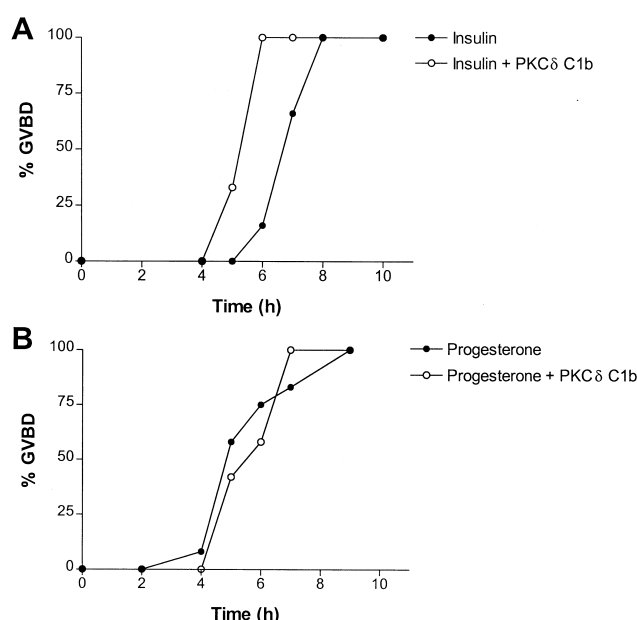 A
100
75
50
25
0
% GVBD
0 2 4 6 8 10
Time (h)
Insulin
Insulin + PKCδ C1b
B
100
75
50
25
0
% GVBD
0 2 4 6 8 10
Time (h)
Progesterone
Progesterone + PKCδ C1b